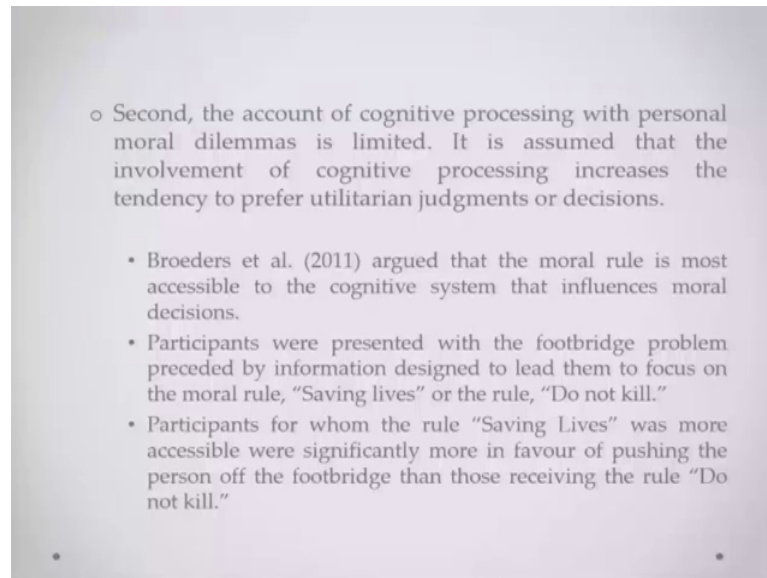 o Second, the account of cognitive processing with personal
moral dilemmas is limited. It is assumed that the
involvement of cognitive processing increases the
tendency to prefer utilitarian judgments or decisions.
• Broeders et al. (2011) argued that the moral rule is most
accessible to the cognitive system that influences moral
decisions.
• Participants were presented with the footbridge problem
preceded by information designed to lead them to focus on
the moral rule, “Saving lives” or the rule, “Do not kill.”
• Participants for whom the rule “Saving Lives” was more
accessible were significantly more in favour of pushing the
person off the footbridge than those receiving the rule “Do
not kill.”